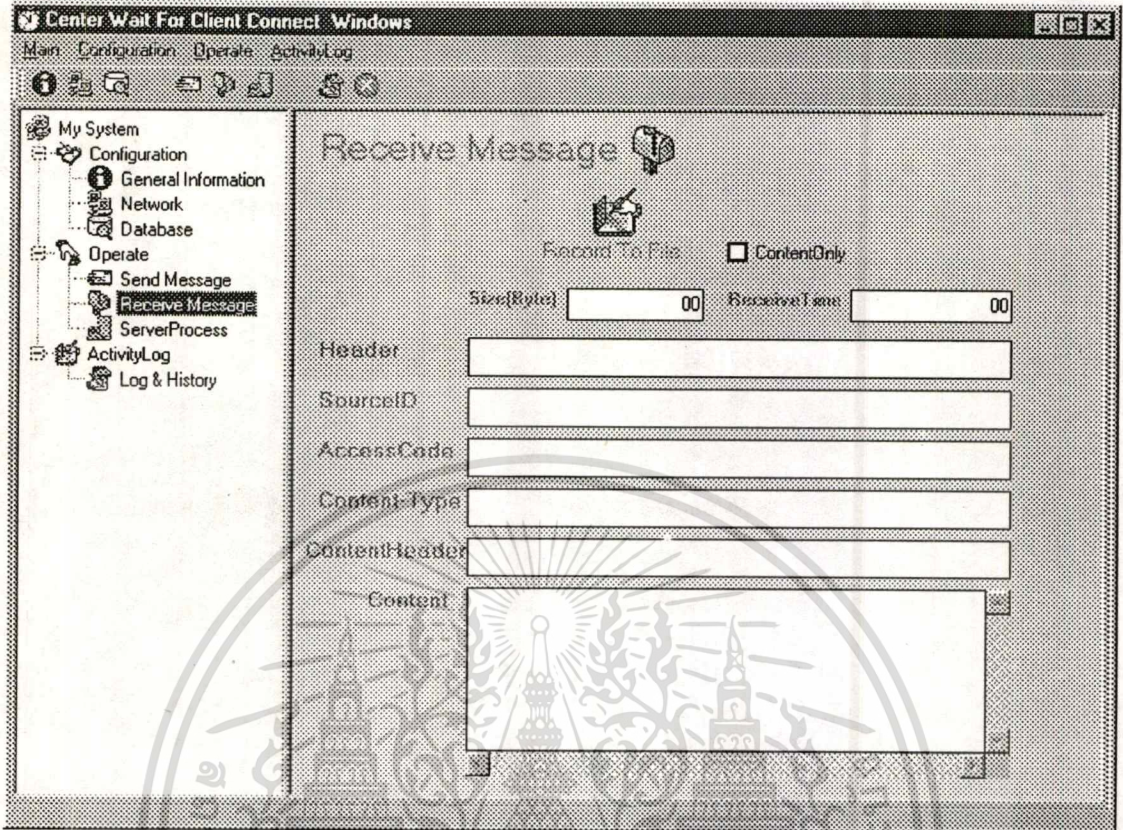 Center Wait For Client Connect Windows
Main Configuration Operate ActivityLog
My System
Configuration
General Information
Network
Database
Operate
Send Message
Receive Message
ServerProcess
ActivityLog
Log & History
Receive Message
Record To File
ContentOnly
Size(Byte) 00 ReceiveTime 00
Header
SourceID
AccessCode
Content-Type
ContentHeader
Content